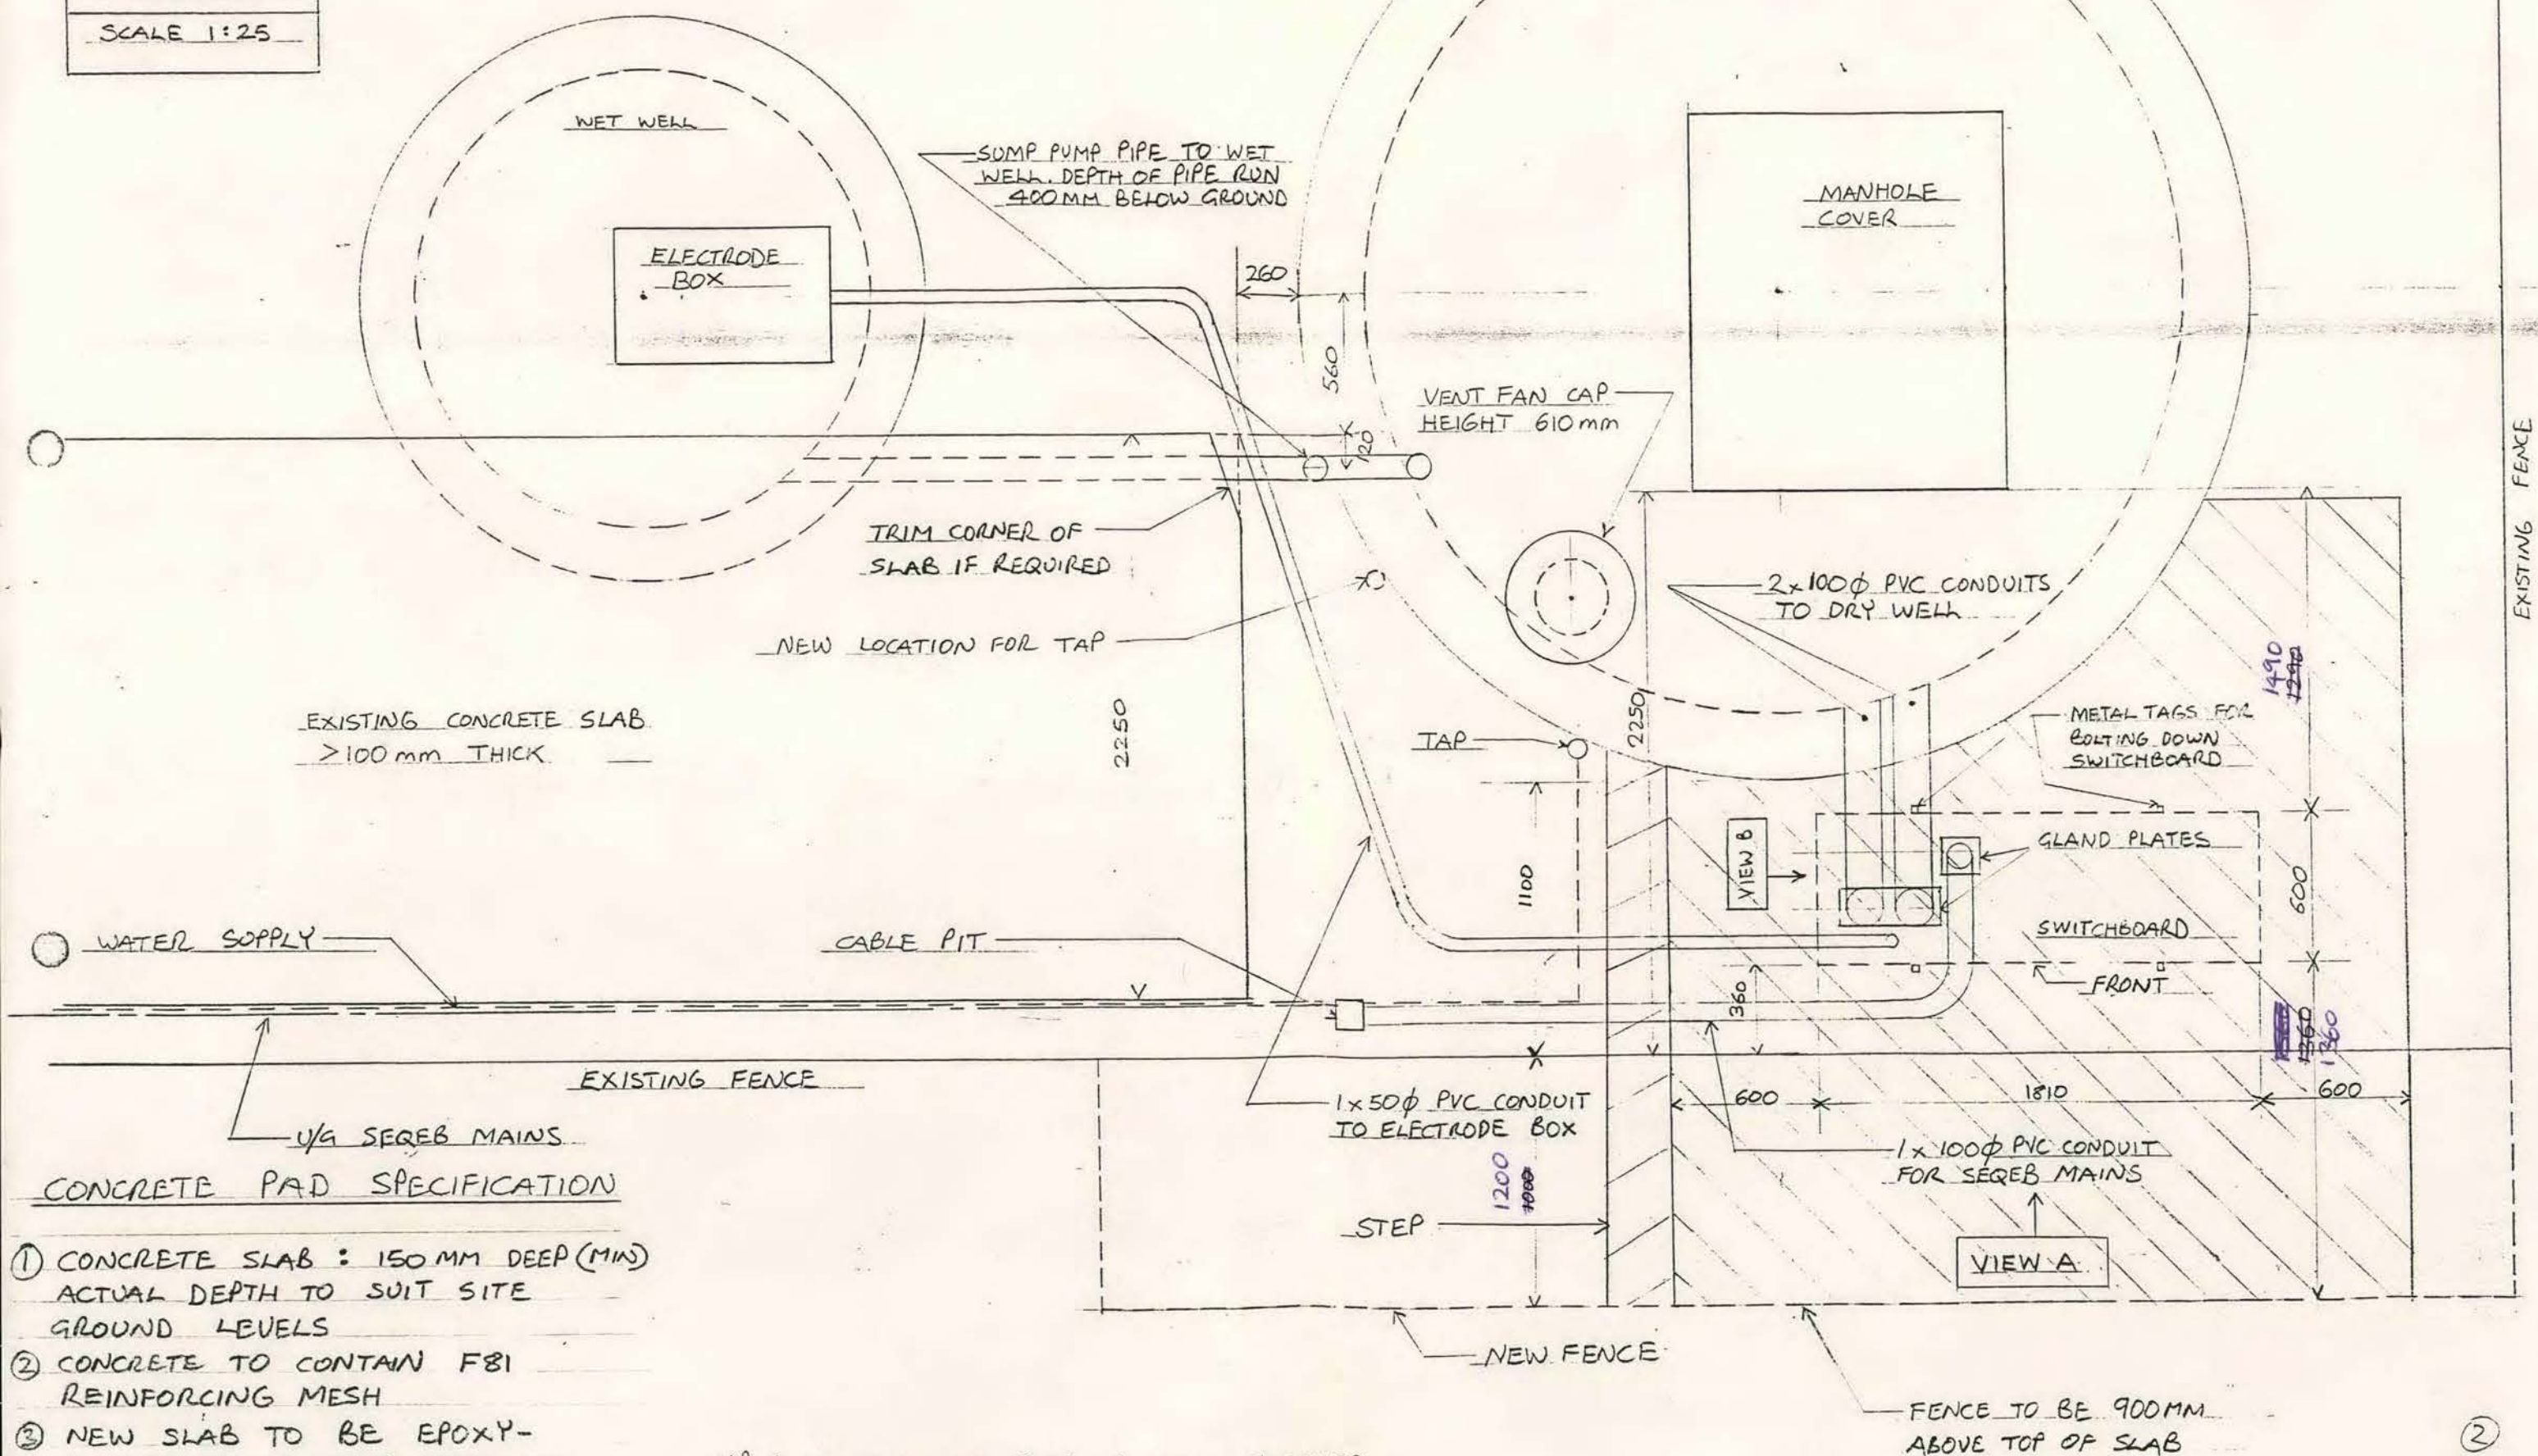 SCALE 1:25
WET WELL
SUMP PUMP PIPE TO WET
WELL. DEPTH OF PIPE RUN
400MM BELOW GROUND
MANHOLE
COVER
ELECTRODE
BOX
260
560
120
VENT FAN CAP
HEIGHT 610mm
EXISTING FENCE
TRIM CORNER OF
SLAB IF REQUIRED
2x100φ PVC CONDUITS
TO DRY WELL
NEW LOCATION FOR TAP
1490
1290
EXISTING CONCRETE SLAB
>100mm THICK
2250
TAP
2250
METAL TAGS FOR
BOLTING DOWN
SWITCHBOARD
VIEW B
GLAND PLATES
1100
600
WATER SUPPLY
CABLE PIT
SWITCHBOARD
FRONT
360
1360
1360
EXISTING FENCE
600
1810
600
1x50φ PVC CONDUIT
TO ELECTRODE BOX
U/G SEQEB MAINS
1x100φ PVC CONDUIT
FOR SEQEB MAINS
CONCRETE PAD SPECIFICATION
1200
1000
STEP
VIEW A
① CONCRETE SLAB : 150MM DEEP (MIN)
ACTUAL DEPTH TO SUIT SITE
GROUND LEVELS
② CONCRETE TO CONTAIN F81
REINFORCING MESH
③ NEW SLAB TO BE EPOXY-
NEW FENCE
FENCE TO BE 900MM
ABOVE TOP OF SLAB
②